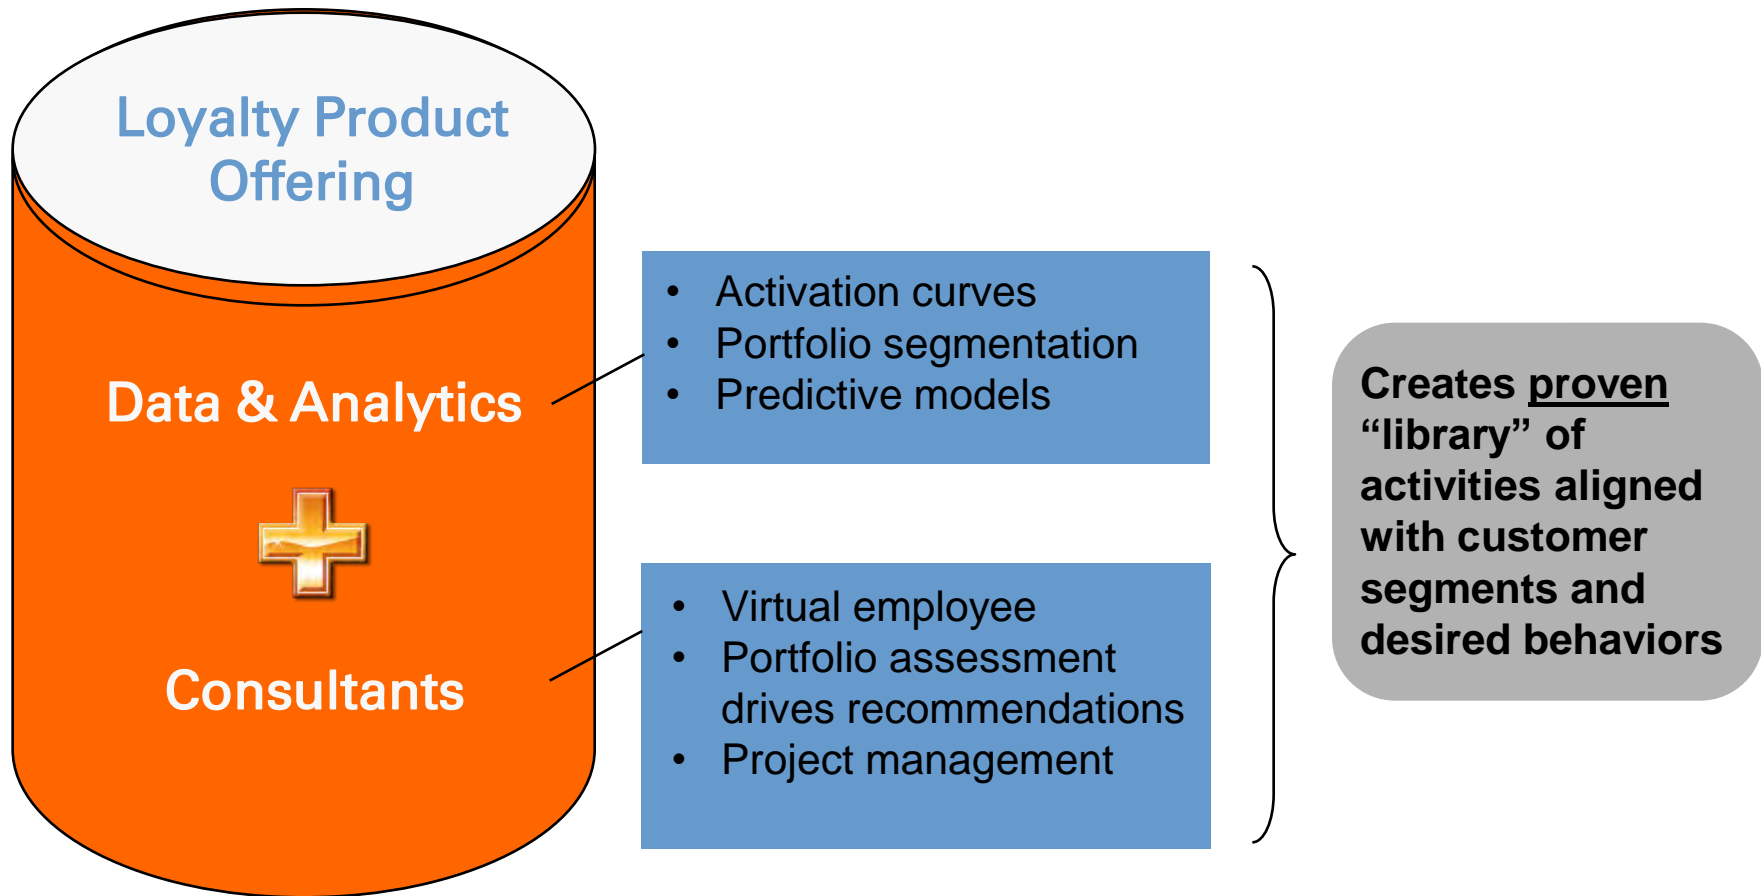 Loyalty Product
Offering
Data & Analytics
Consultants
• Activation curves
• Portfolio segmentation
• Predictive models
• Virtual employee
• Portfolio assessment
drives recommendations
• Project management
Creates proven
“library” of
activities aligned
with customer
segments and
desired behaviors